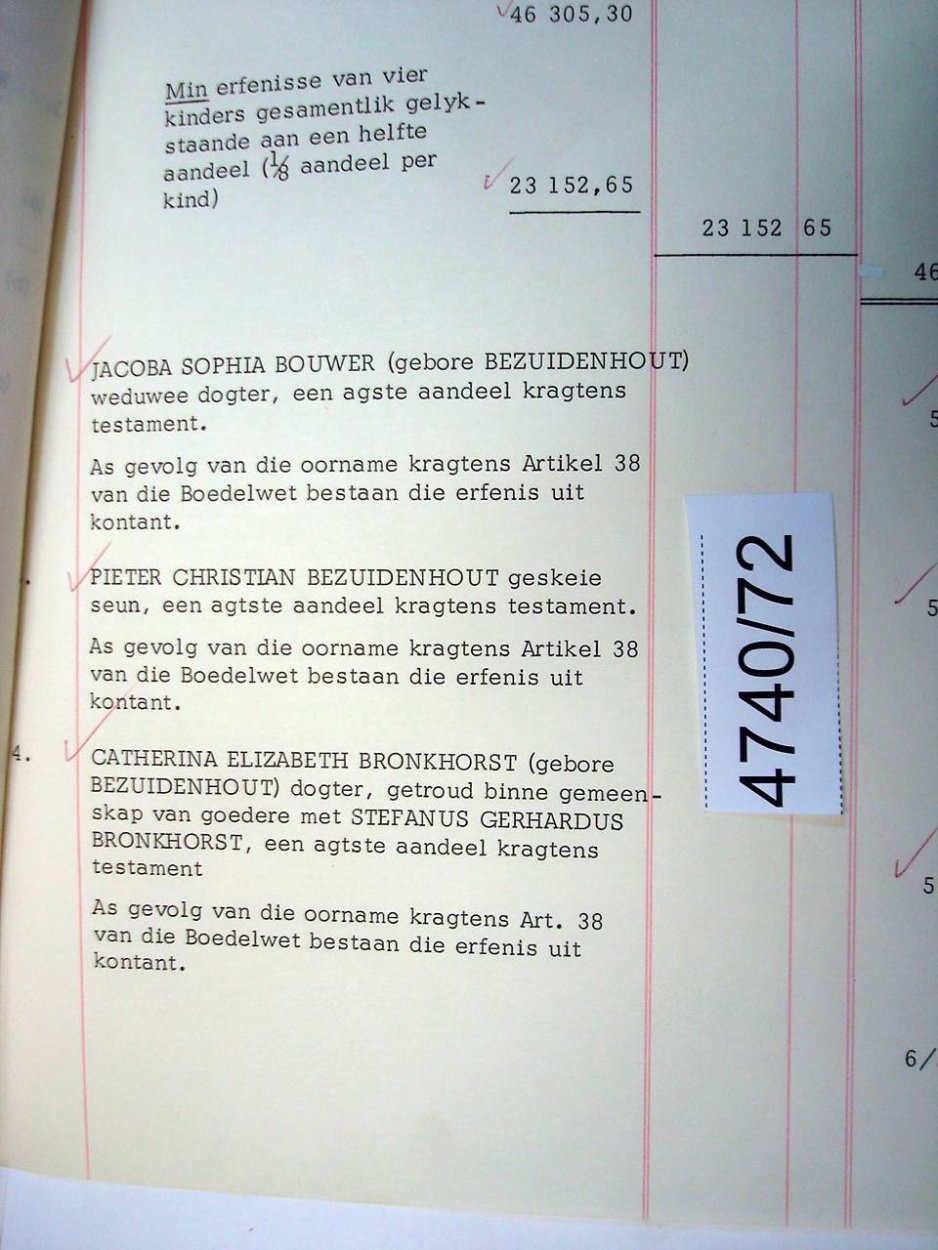 46 305,30
Min erfenisse van vier
kinders gesamentlik gelyk-
staande aan een helfte
aandeel (1/8 aandeel per
kind)
23 152,65
23 152 65
46
JACOBA SOPHIA BOUWER (gebore BEZUIDENHOUT)
weduwee dogter, een agste aandeel kragtens
testament.
5
As gevolg van die oorname kragtens Artikel 38
van die Boedelwet bestaan die erfenis uit
kontant.
PIETER CHRISTIAN BEZUIDENHOUT geskeie
seun, een agtste aandeel kragtens testament.
5
As gevolg van die oorname kragtens Artikel 38
van die Boedelwet bestaan die erfenis uit
kontant.
4740/72
4.
CATHERINA ELIZABETH BRONKHORST (gebore
BEZUIDENHOUT) dogter, getroud binne gemeen-
skap van goedere met STEFANUS GERHARDUS
BRONKHORST, een agtste aandeel kragtens
testament
5
As gevolg van die oorname kragtens Art. 38
van die Boedelwet bestaan die erfenis uit
kontant.
6/